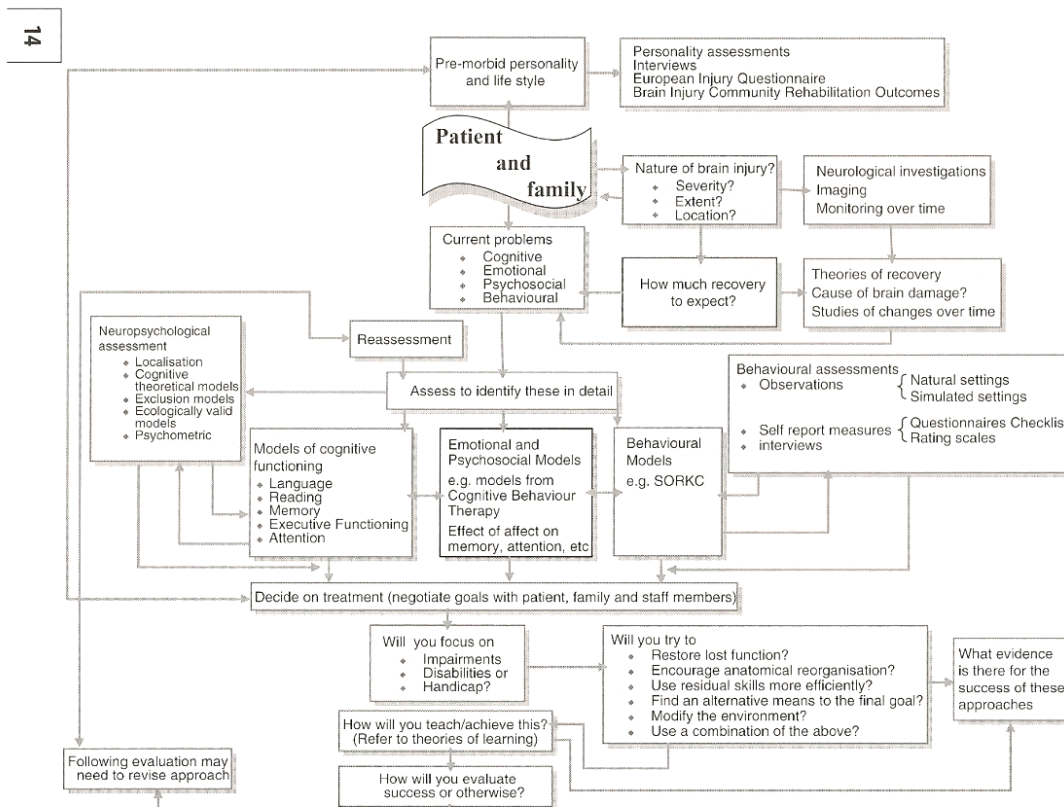 14
Pre-morbid personality
and life style
Personality assessments
Interviews
European Injury Questionnaire
Brain Injury Community Rehabilitation Outcomes
Patient
and
family
Nature of brain injury?
Severity?
Extent?
Location?
Neurological investigations
Imaging
Monitoring over time
Current problems
Cognitive
Emotional
Psychosocial
Behavioural
How much recovery
to expect?
Theories of recovery
Cause of brain damage?
Studies of changes over time
Neuropsychological
assessment
Localisation
Cognitive
theoretical models
Exclusion models
Ecologically valid
models
Psychometric
Reassessment
Assess to identify these in detail
Behavioural assessments
Observations
Natural settings
Simulated settings
Self report measures
Questionnaires Checklist
Rating scales
interviews
Models of cognitive
functioning
Language
Reading
Memory
Executive Functioning
Attention
Emotional and
Psychosocial Models
e.g. models from
Cognitive Behaviour
Therapy
Effect of affect on
memory, attention, etc
Behavioural
Models
e.g. SORKC
Decide on treatment (negotiate goals with patient, family and staff members)
Will you focus on
Impairments
Disabilities or
Handicap?
Will you try to
Restore lost function?
Encourage anatomical reorganisation?
Use residual skills more efficiently?
Find an alternative means to the final goal?
Modify the environment?
Use a combination of the above?
What evidence
is there for the
success of these
approaches
How will you teach/achieve this?
(Refer to theories of learning)
Following evaluation may
need to revise approach
How will you evaluate
success or otherwise?